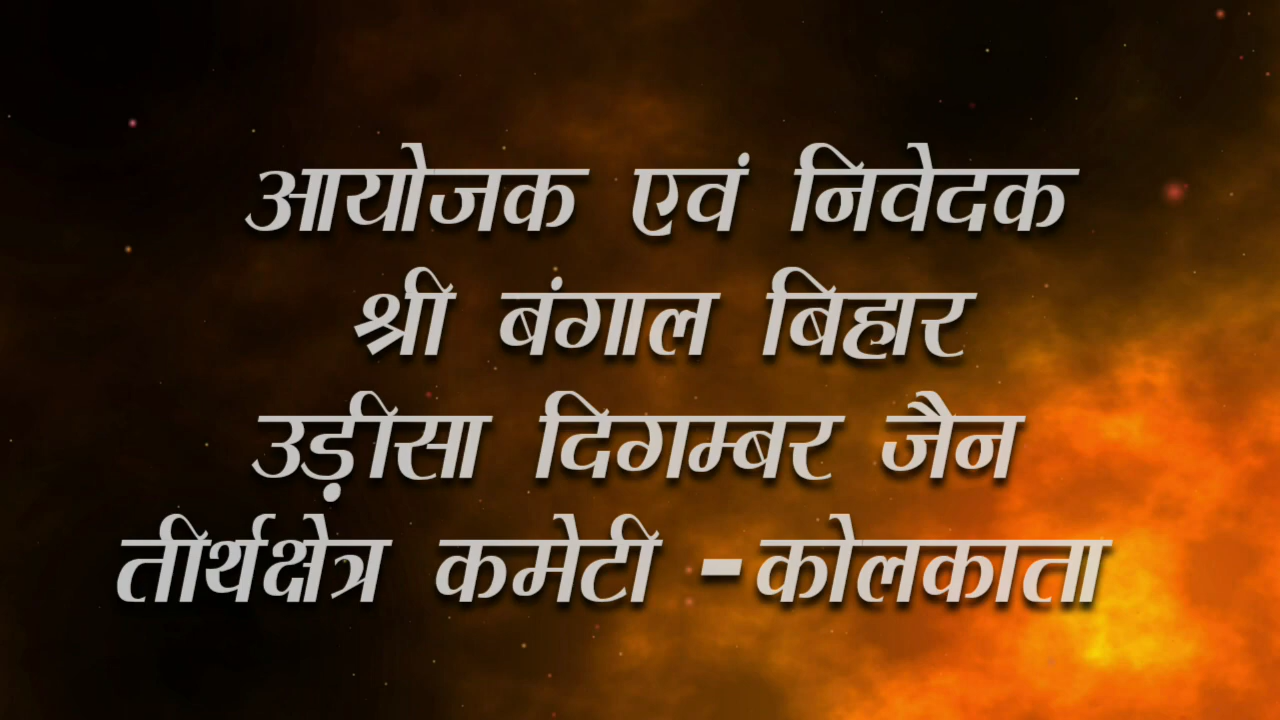 आयोजक एवं निवेदक
श्री बंगाल बिहार
उड़ीसा दिगम्बर जैन
तीर्थक्षेत्र कमेटी -कोलकाता